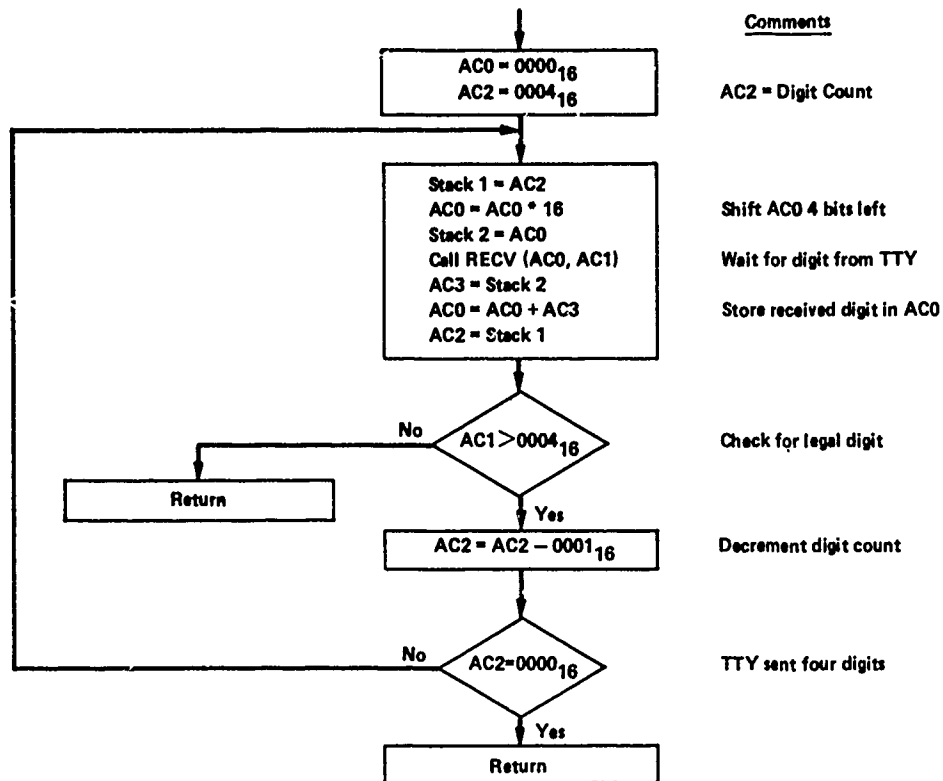 Comments
AC0 = 0000₁₆
AC2 = 0004₁₆
AC2 = Digit Count
Stack 1 = AC2
AC0 = AC0 * 16
Shift AC0 4 bits left
Stack 2 = AC0
Call RECV (AC0, AC1)
Wait for digit from TTY
AC3 = Stack 2
AC0 = AC0 + AC3
Store received digit in AC0
AC2 = Stack 1
No
AC1 > 0004₁₆
Check for legal digit
Return
Yes
AC2 = AC2 – 0001₁₆
Decrement digit count
No
AC2=0000₁₆
TTY sent four digits
Yes
Return